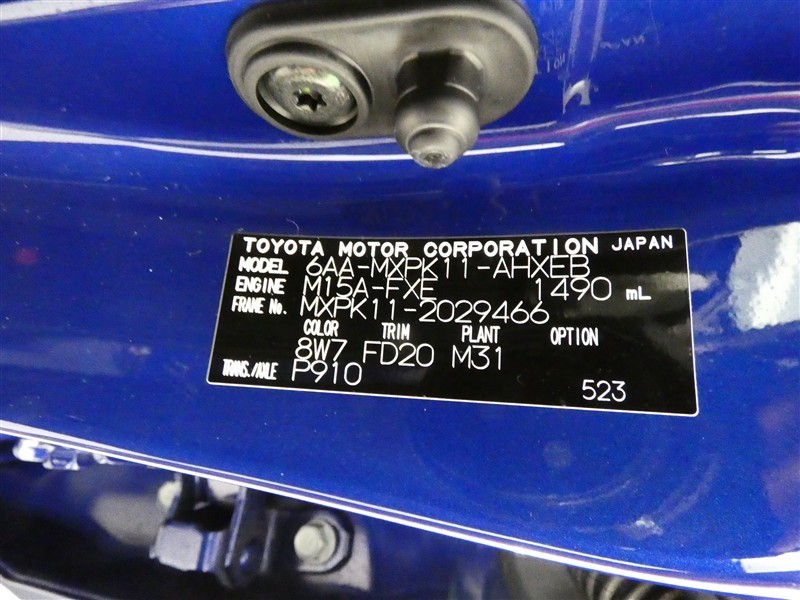 TOYOTA MOTOR CORPORATION JAPAN
MODEL 6AA-MXPK11-AHXEB
ENGINE M15A-FXE 1490 mL
FRAME No. MXPK11-2029466
COLOR TRIM PLANT OPTION
8W7 FD20 M31
TRANS./AXLE P910
523